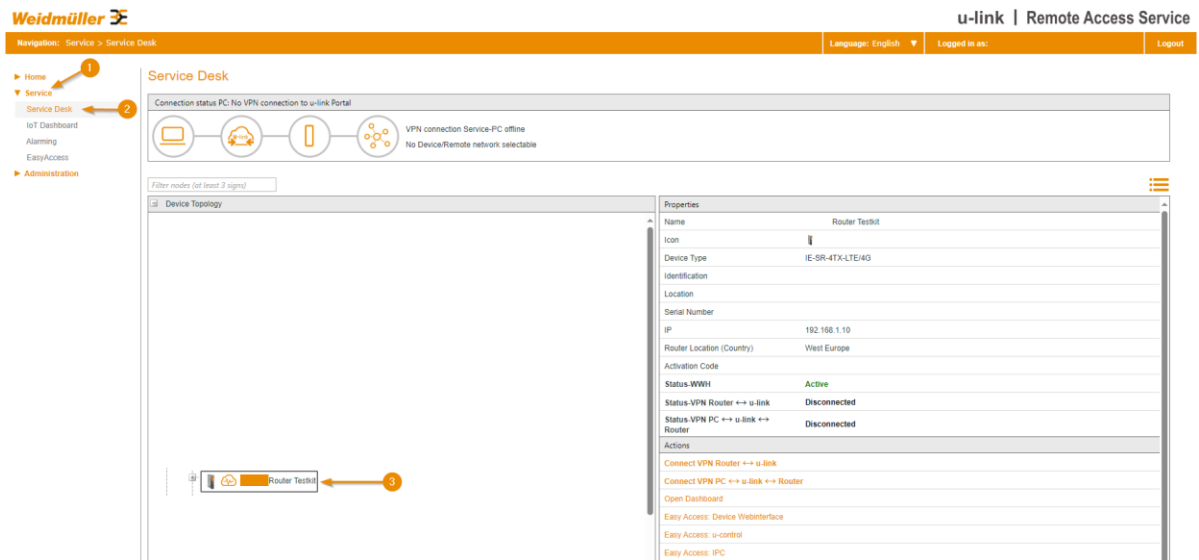 Weidmüller
u-link | Remote Access Service
Navigation: Service > Service Desk
Language: English ▼
Logged in as:
Logout
1
► Home
▼ Service
Service Desk
2
IoT Dashboard
Alarming
EasyAccess
► Administration
Service Desk
Connection status PC: No VPN connection to u-link Portal
u-link
VPN connection Service-PC offline
No Device/Remote network selectable
Filter nodes (at least 3 signs)
Device Topology
Router Testkit
3
Properties
Name Router Testkit
Icon
Device Type IE-SR-4TX-LTE/4G
Identification
Location
Serial Number
IP 192.168.1.10
Router Location (Country) West Europe
Activation Code
Status-WWH Active
Status-VPN Router ↔ u-link Disconnected
Status-VPN PC ↔ u-link ↔
Router Disconnected
Actions
Connect VPN Router ↔ u-link
Connect VPN PC ↔ u-link ↔ Router
Open Dashboard
Easy Access: Device Webinterface
Easy Access: u-control
Easy Access: IPC